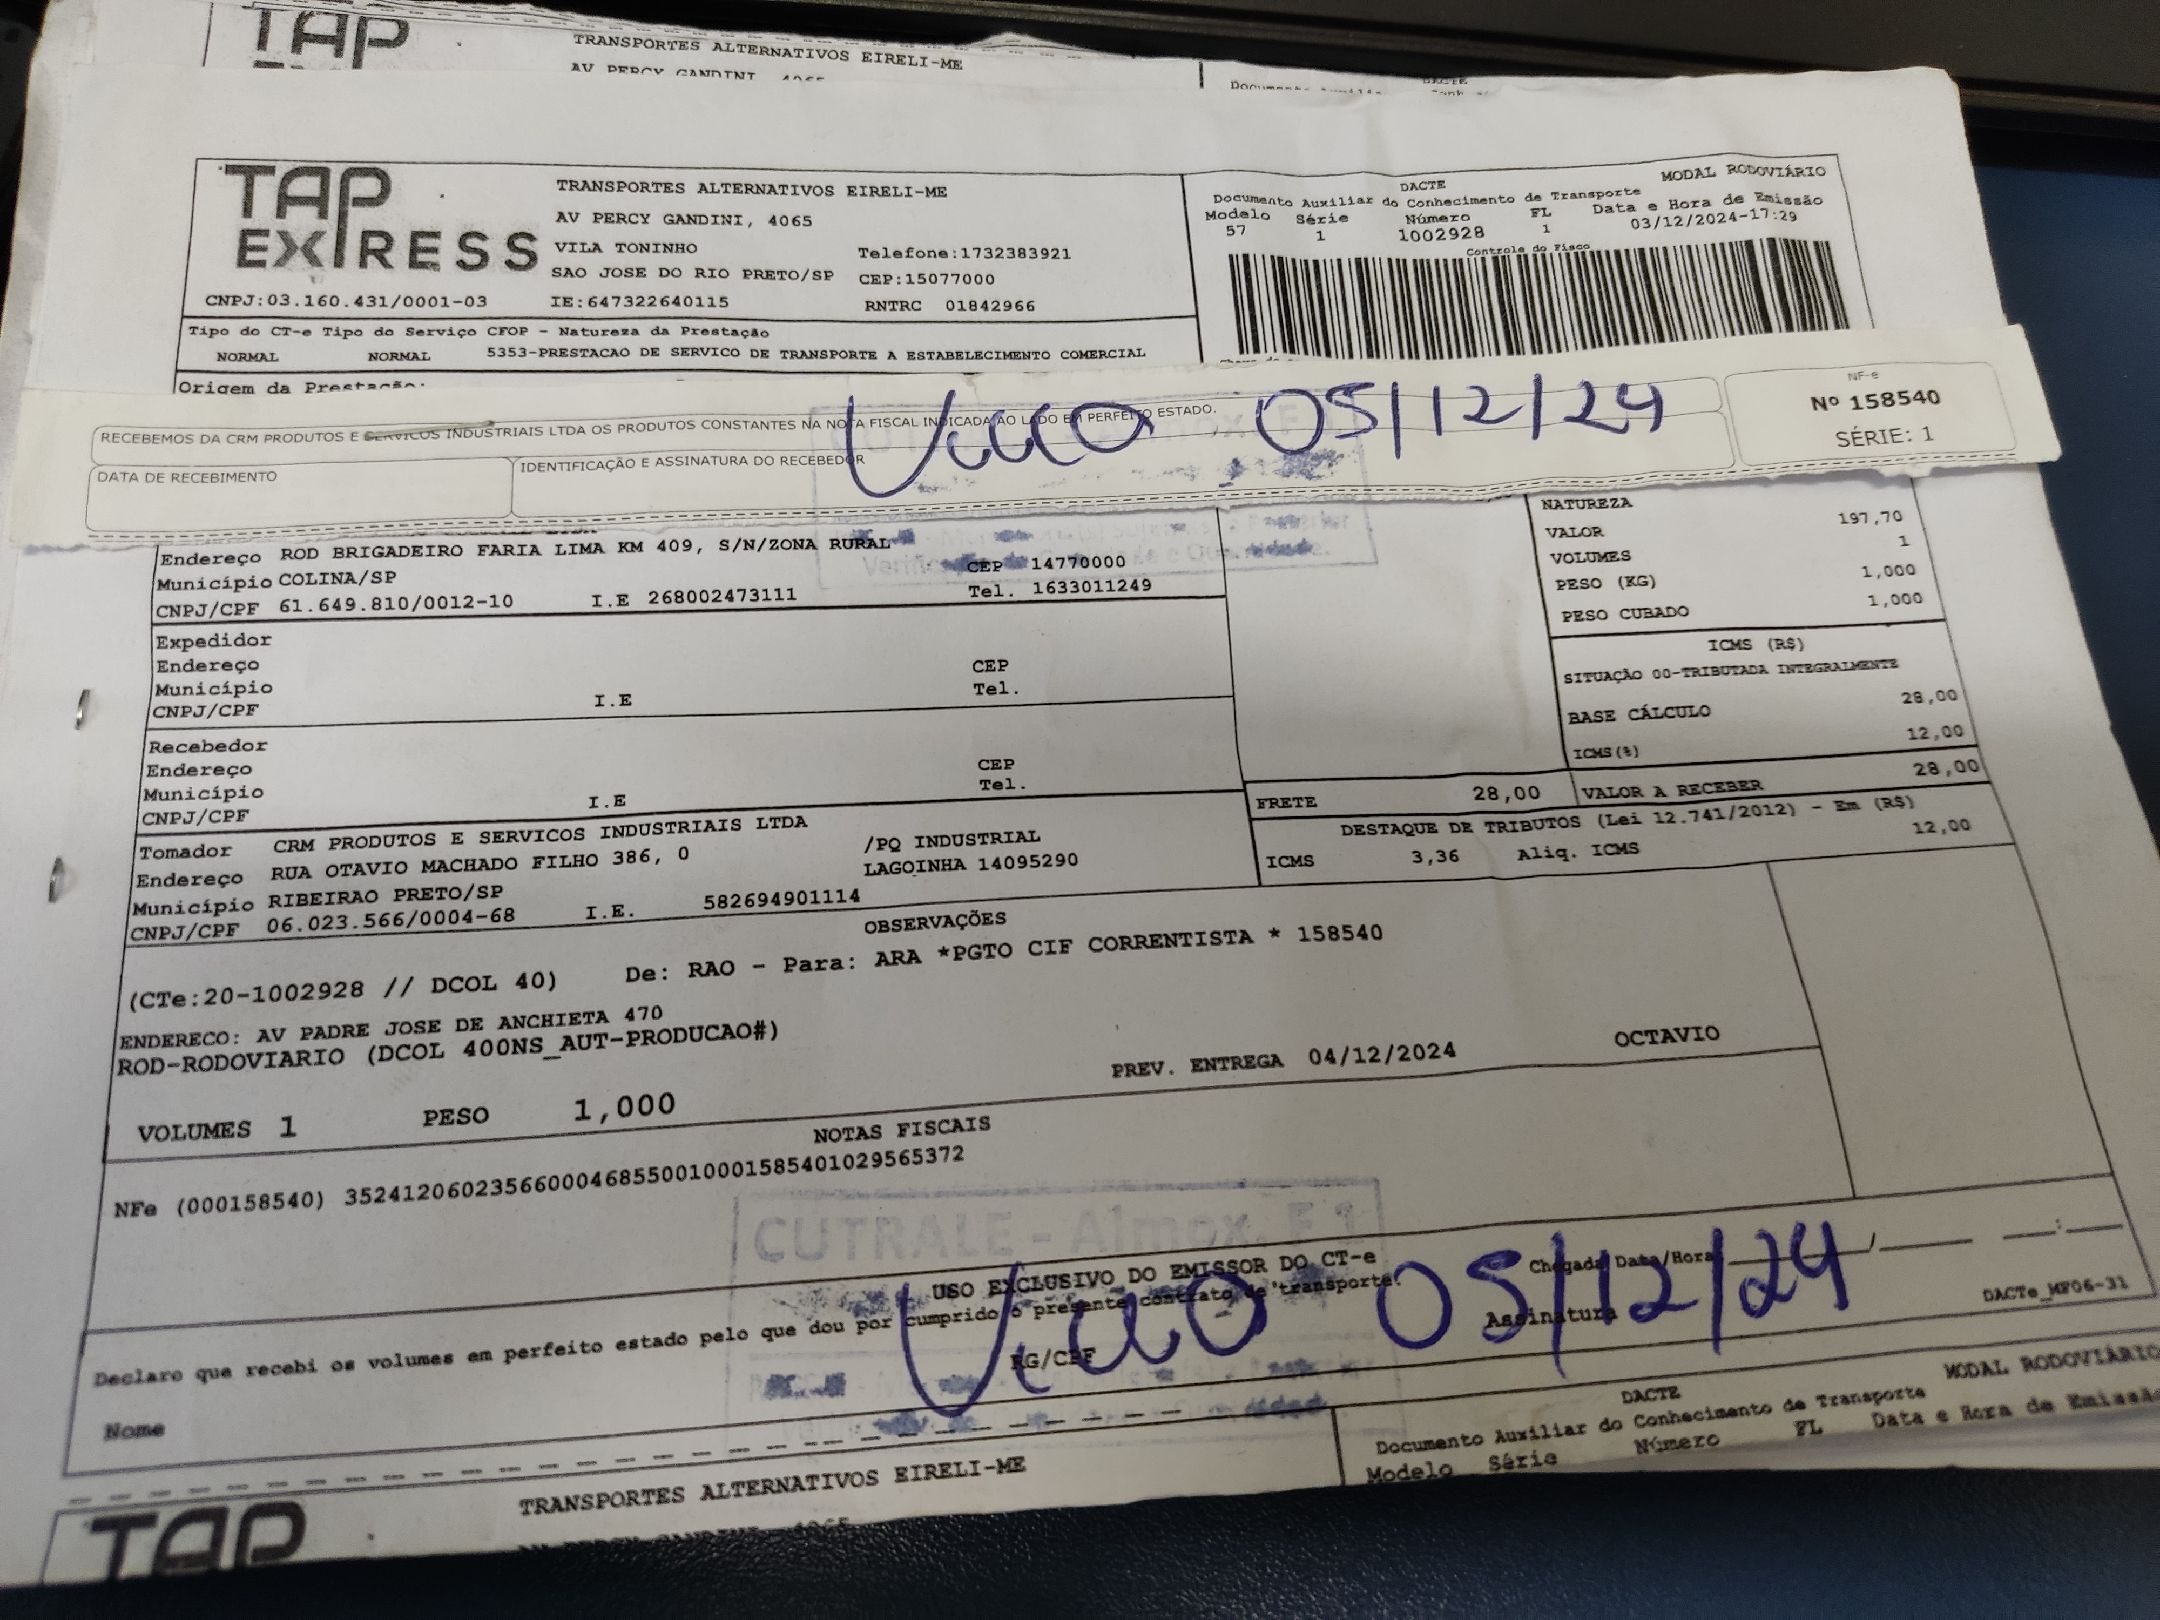 TAP
TRANSPORTES ALTERNATIVOS EIRELI-ME
AV PERCY GANDINI, 4065
TAP
EXPRESS
TRANSPORTES ALTERNATIVOS EIRELI-ME
AV PERCY GANDINI, 4065
VILA TONINHO
Telefone:1732383921
SAO JOSE DO RIO PRETO/SP CEP:15077000
CNPJ:03.160.431/0001-03 IE:647322640115 RNTRC 01842966
DACTE MODAL RODOVIÁRIO
Documento Auxiliar do Conhecimento de Transporte
Modelo Série Número FL Data e Hora de Emissão
57 1 1002928 1 03/12/2024-17:29
Controle do Fisco
Tipo do CT-e Tipo do Serviço CFOP - Natureza da Prestação
NORMAL NORMAL 5353-PRESTACAO DE SERVICO DE TRANSPORTE A ESTABELECIMENTO COMERCIAL
Origem da Prestação:
RECEBEMOS DA CRM PRODUTOS E SERVICOS INDUSTRIAIS LTDA OS PRODUTOS CONSTANTES NA NOTA FISCAL INDICADA AO LADO EM PERFEITO ESTADO.
05/12/24
DATA DE RECEBIMENTO
IDENTIFICAÇÃO E ASSINATURA DO RECEBEDOR
NF-e
Nº 158540
SÉRIE: 1
Endereço ROD BRIGADEIRO FARIA LIMA KM 409, S/N/ZONA RURAL
Município COLINA/SP CEP 14770000
CNPJ/CPF 61.649.810/0012-10 I.E 268002473111 Tel. 1633011249
NATUREZA
VALOR 197,70
VOLUMES 1
PESO (KG) 1,000
PESO CUBADO 1,000
Expedidor
Endereço CEP
Município Tel.
CNPJ/CPF I.E
ICMS (R$)
SITUAÇÃO 00-TRIBUTADA INTEGRALMENTE
BASE CÁLCULO 28,00
ICMS(%) 12,00
Recebedor
Endereço CEP
Município Tel.
CNPJ/CPF I.E
FRETE 28,00 VALOR A RECEBER 28,00
DESTAQUE DE TRIBUTOS (Lei 12.741/2012) - Em (R$)
ICMS 3,36 Aliq. ICMS 12,00
Tomador CRM PRODUTOS E SERVICOS INDUSTRIAIS LTDA
Endereço RUA OTAVIO MACHADO FILHO 386, 0 /PQ INDUSTRIAL
LAGOINHA 14095290
Município RIBEIRAO PRETO/SP
CNPJ/CPF 06.023.566/0004-68 I.E. 582694901114
OBSERVAÇÕES
(CTe:20-1002928 // DCOL 40) De: RAO - Para: ARA *PGTO CIF CORRENTISTA * 158540
ENDERECO: AV PADRE JOSE DE ANCHIETA 470
ROD-RODOVIARIO (DCOL 400NS_AUT-PRODUCAO#)
PREV. ENTREGA 04/12/2024 OCTAVIO
VOLUMES 1 PESO 1,000
NOTAS FISCAIS
NFe (000158540) 35241206023566000468550010001585401029565372
CUTRALE - Almox. F 1
USO EXCLUSIVO DO EMISSOR DO CT-e
Declaro que recebi os volumes em perfeito estado pelo que dou por cumprido o presente contrato de transporte.
Chegada Data/Hora
05/12/24
Nome RG/CPF Assinatura
DACTe_MF06-31
TAP
TRANSPORTES ALTERNATIVOS EIRELI-ME
DACTE MODAL RODOVIÁRIO
Documento Auxiliar do Conhecimento de Transporte
Modelo Série Número FL Data e Hora de Emissão